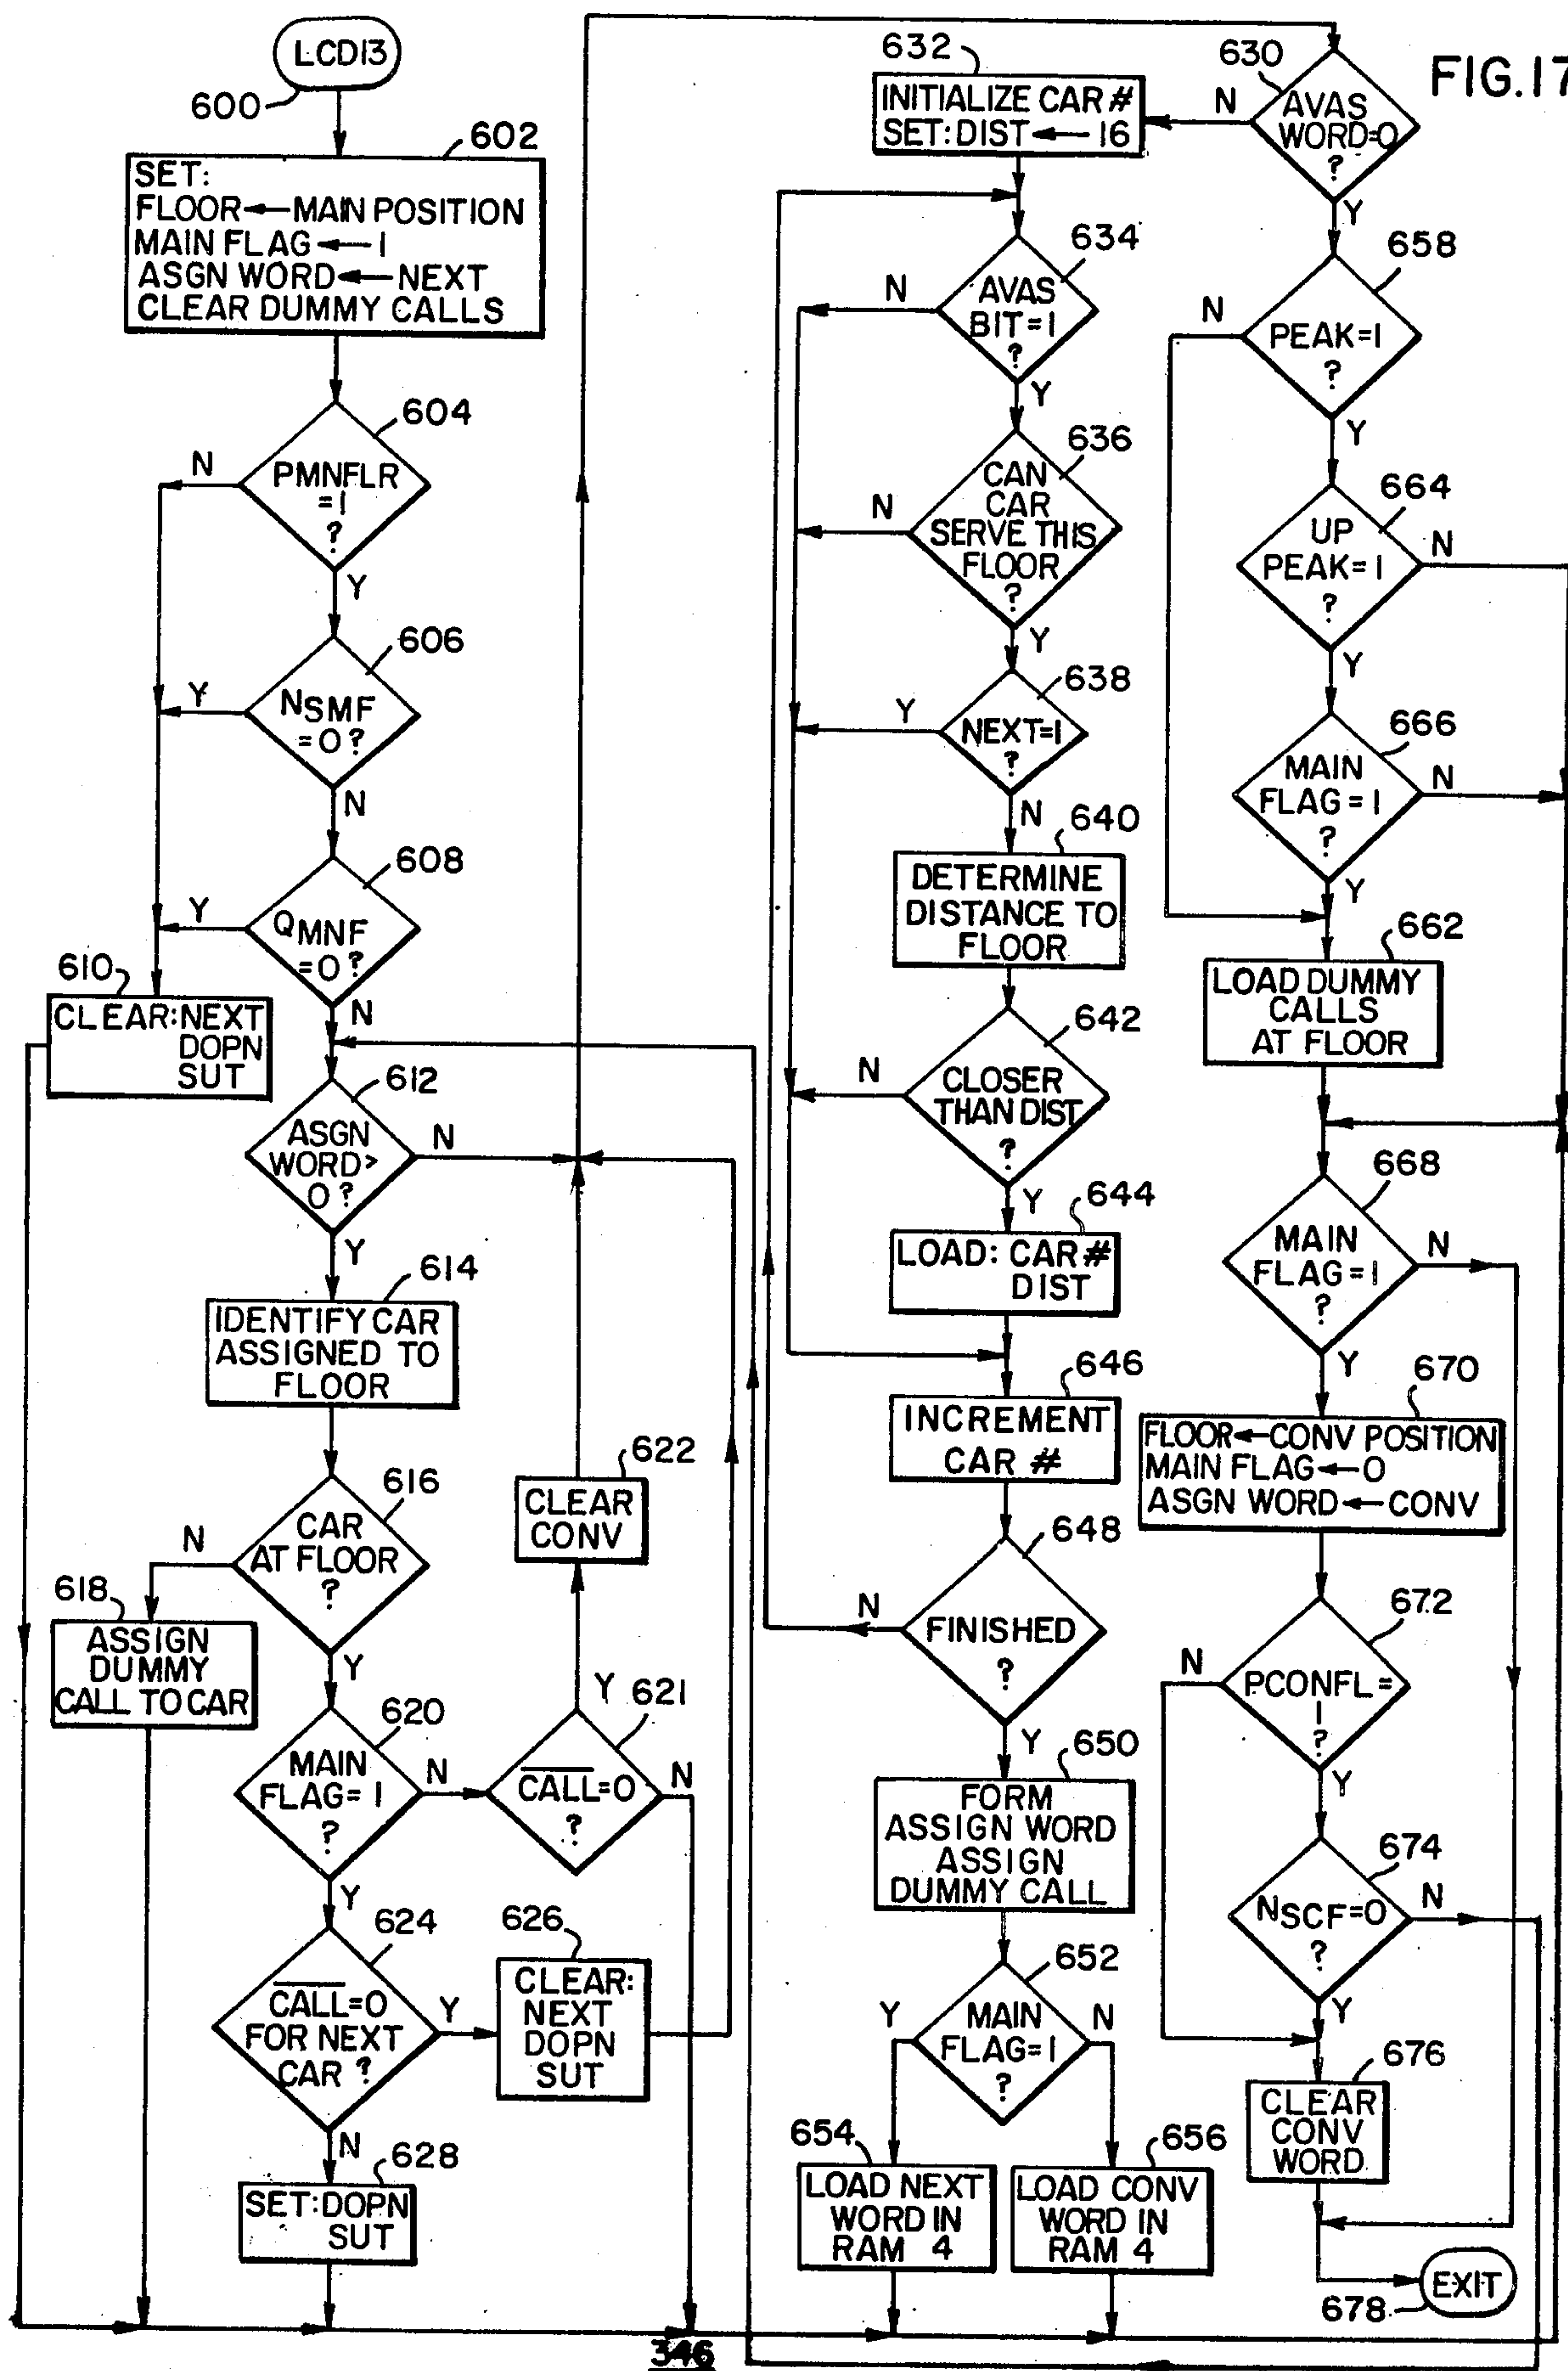 FIG.17
LCD13
600
602
SET:
FLOOR←MAIN POSITION
MAIN FLAG←1
ASGN WORD←NEXT
CLEAR DUMMY CALLS
604
PMNFLR
=1
?
N
Y
606
NSMF
=0?
Y
N
608
QMNF
=0?
Y
N
610
CLEAR:NEXT
DOPN
SUT
612
ASGN
WORD>
0?
N
Y
614
IDENTIFY CAR
ASSIGNED TO
FLOOR
616
CAR
AT FLOOR
?
N
Y
618
ASSIGN
DUMMY
CALL TO CAR
620
MAIN
FLAG=1
?
N
Y
621
CALL=0
?
Y
N
622
CLEAR
CONV
624
CALL=0
FOR NEXT
CAR ?
Y
N
626
CLEAR:
NEXT
DOPN
SUT
628
SET:DOPN
SUT
630
AVAS
WORD=0
?
N
Y
632
INITIALIZE CAR #
SET:DIST←16
634
AVAS
BIT=1
?
N
Y
636
CAN
CAR
SERVE THIS
FLOOR
?
N
Y
638
NEXT=1
?
Y
N
640
DETERMINE
DISTANCE TO
FLOOR
642
CLOSER
THAN DIST
?
N
Y
644
LOAD: CAR #
DIST
646
INCREMENT
CAR #
648
FINISHED
?
N
Y
650
FORM
ASSIGN WORD
ASSIGN
DUMMY CALL
652
MAIN
FLAG=1
?
Y
N
654
LOAD NEXT
WORD IN
RAM 4
656
LOAD CONV
WORD IN
RAM 4
658
PEAK=1
?
N
Y
664
UP
PEAK=1
?
N
Y
666
MAIN
FLAG=1
?
N
Y
662
LOAD DUMMY
CALLS
AT FLOOR
668
MAIN
FLAG=1
?
N
Y
670
FLOOR←CONV POSITION
MAIN FLAG←0
ASGN WORD←CONV
672
PCONFL=
1
?
N
Y
674
NSCF=0
?
N
Y
676
CLEAR
CONV
WORD
EXIT
678
346